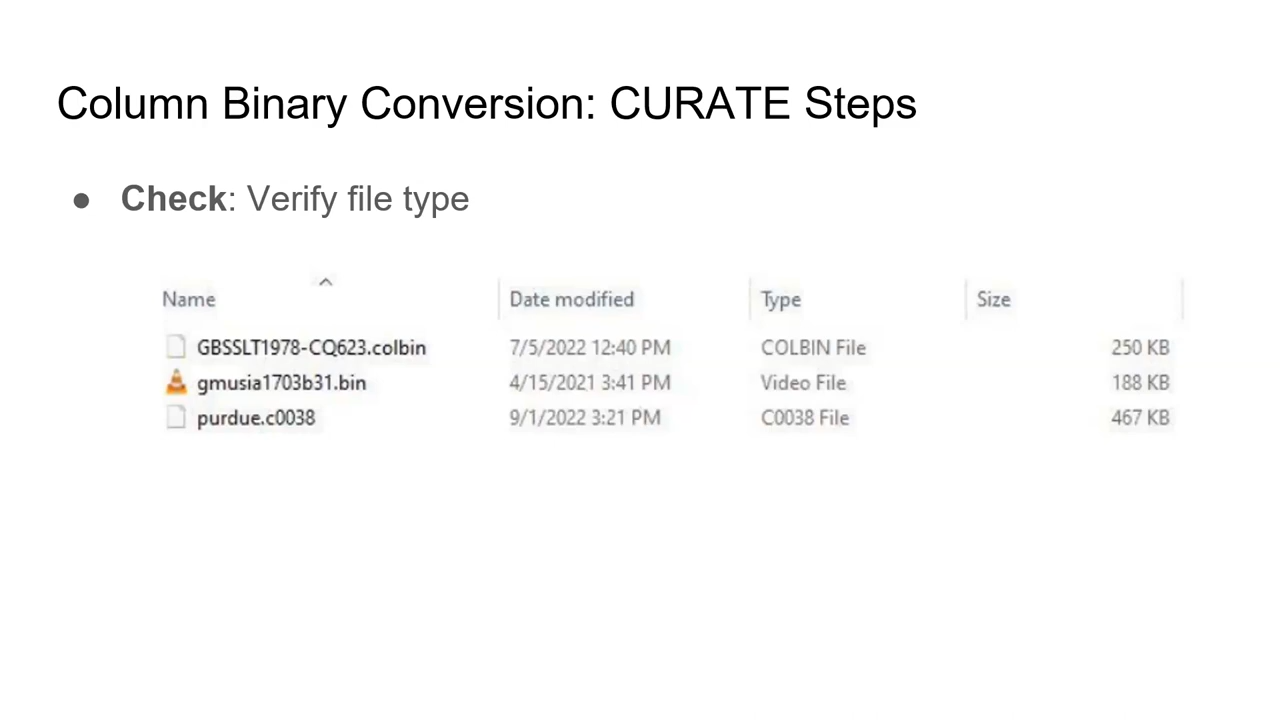 Column Binary Conversion: CURATE Steps
● Check: Verify file type
Name Date modified Type Size
GBSSLT1978-CQ623.colbin 7/5/2022 12:40 PM COLBIN File 250 KB
gmusia1703b31.bin 4/15/2021 3:41 PM Video File 188 KB
purdue.c0038 9/1/2022 3:21 PM C0038 File 467 KB